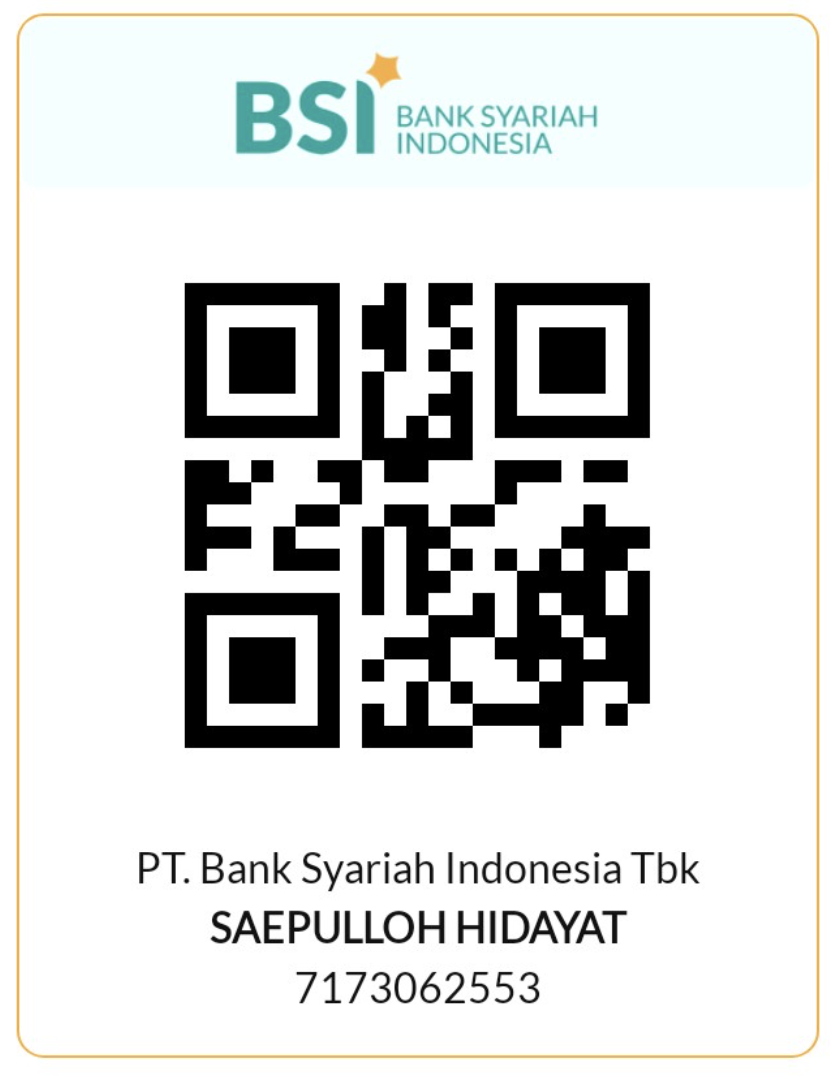 BSI BANK SYARIAH
INDONESIA
PT. Bank Syariah Indonesia Tbk
SAEPULLOH HIDAYAT
7173062553